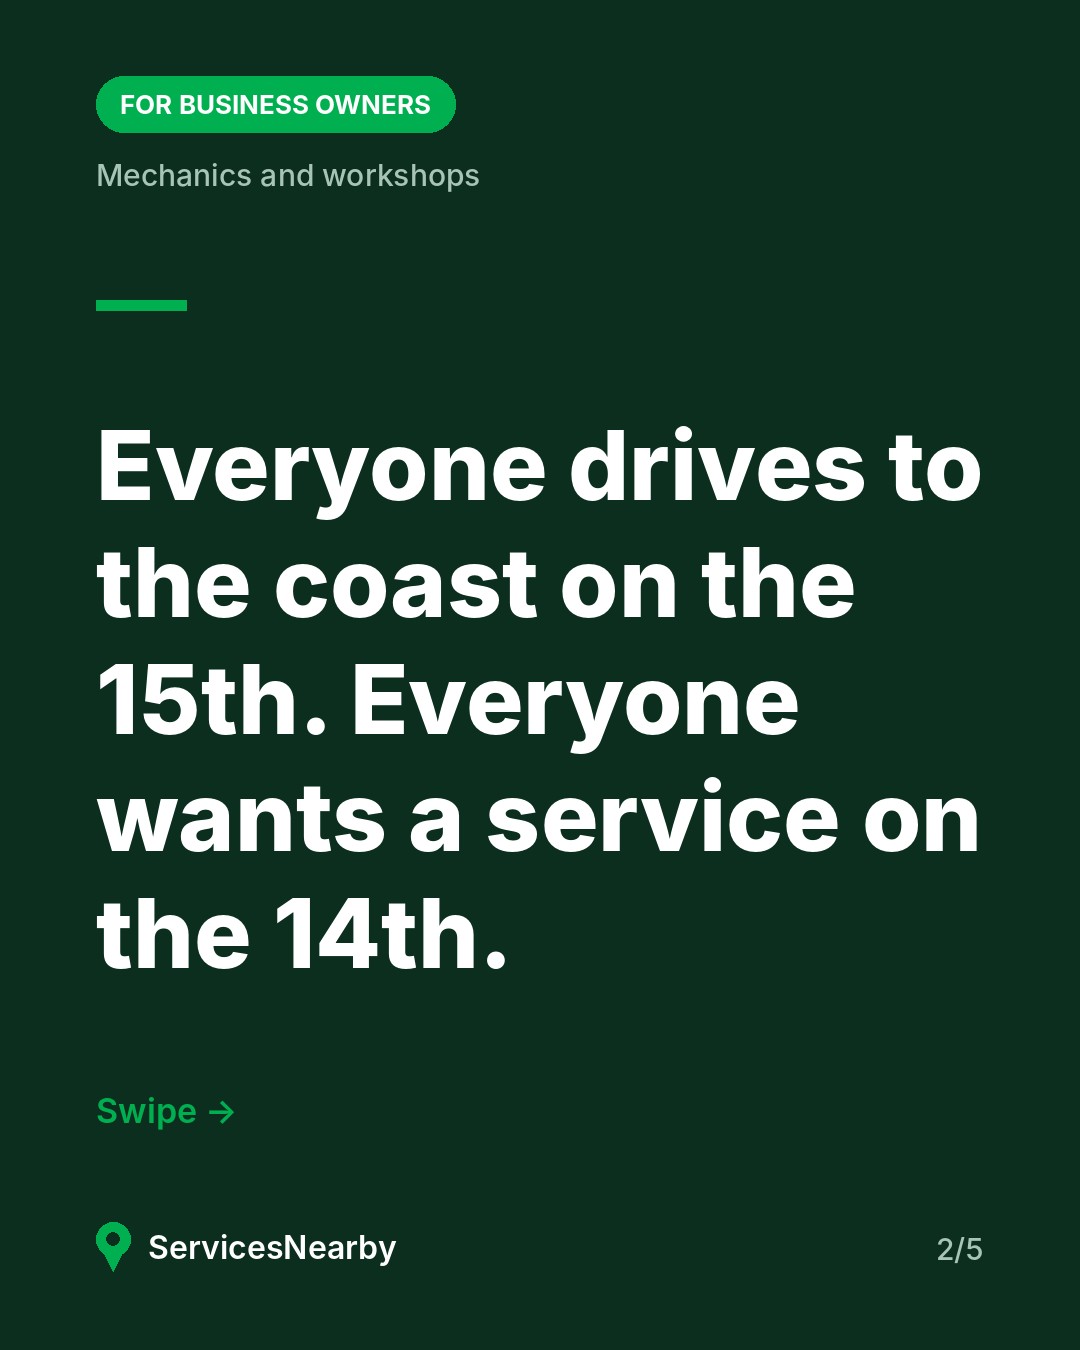 FOR BUSINESS OWNERS
Mechanics and workshops
Everyone drives to
the coast on the
15th. Everyone
wants a service on
the 14th.
Swipe →
ServicesNearby
2/5